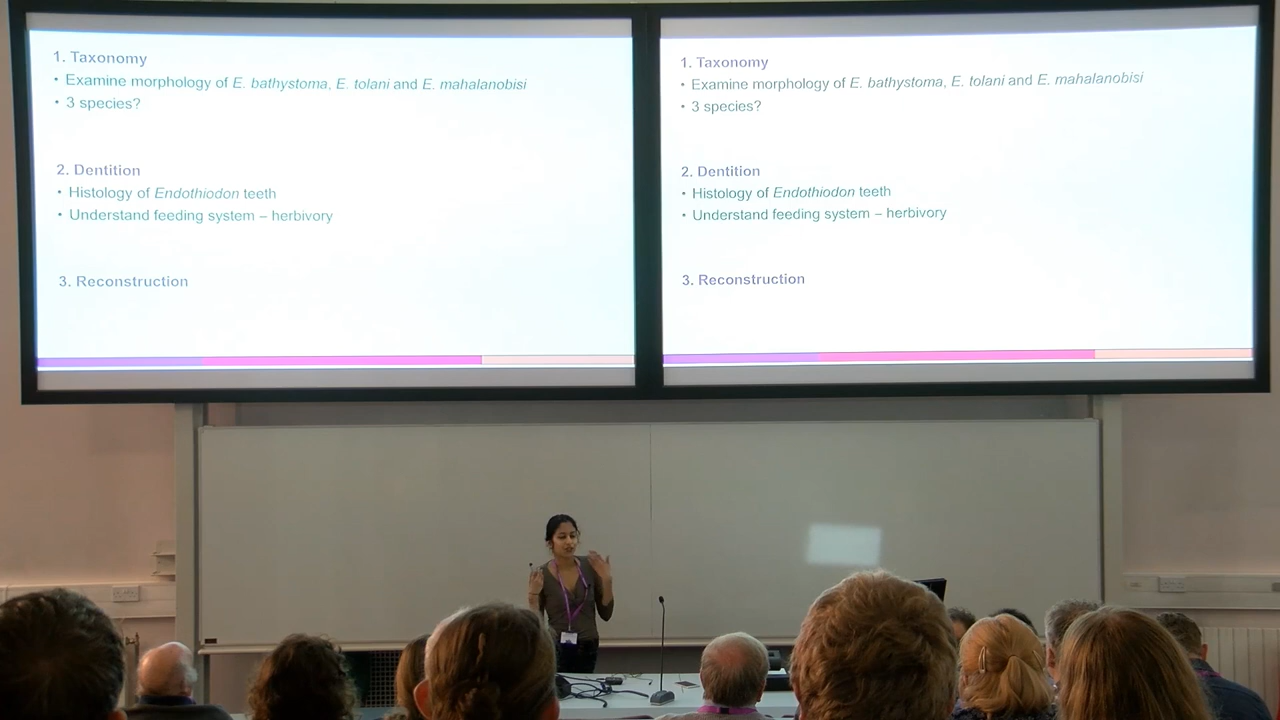 1. Taxonomy
• Examine morphology of E. bathystoma, E. tolani and E. mahalanobisi
• 3 species?
2. Dentition
• Histology of Endothiodon teeth
• Understand feeding system – herbivory
3. Reconstruction
1. Taxonomy
• Examine morphology of E. bathystoma, E. tolani and E. mahalanobisi
• 3 species?
2. Dentition
• Histology of Endothiodon teeth
• Understand feeding system – herbivory
3. Reconstruction